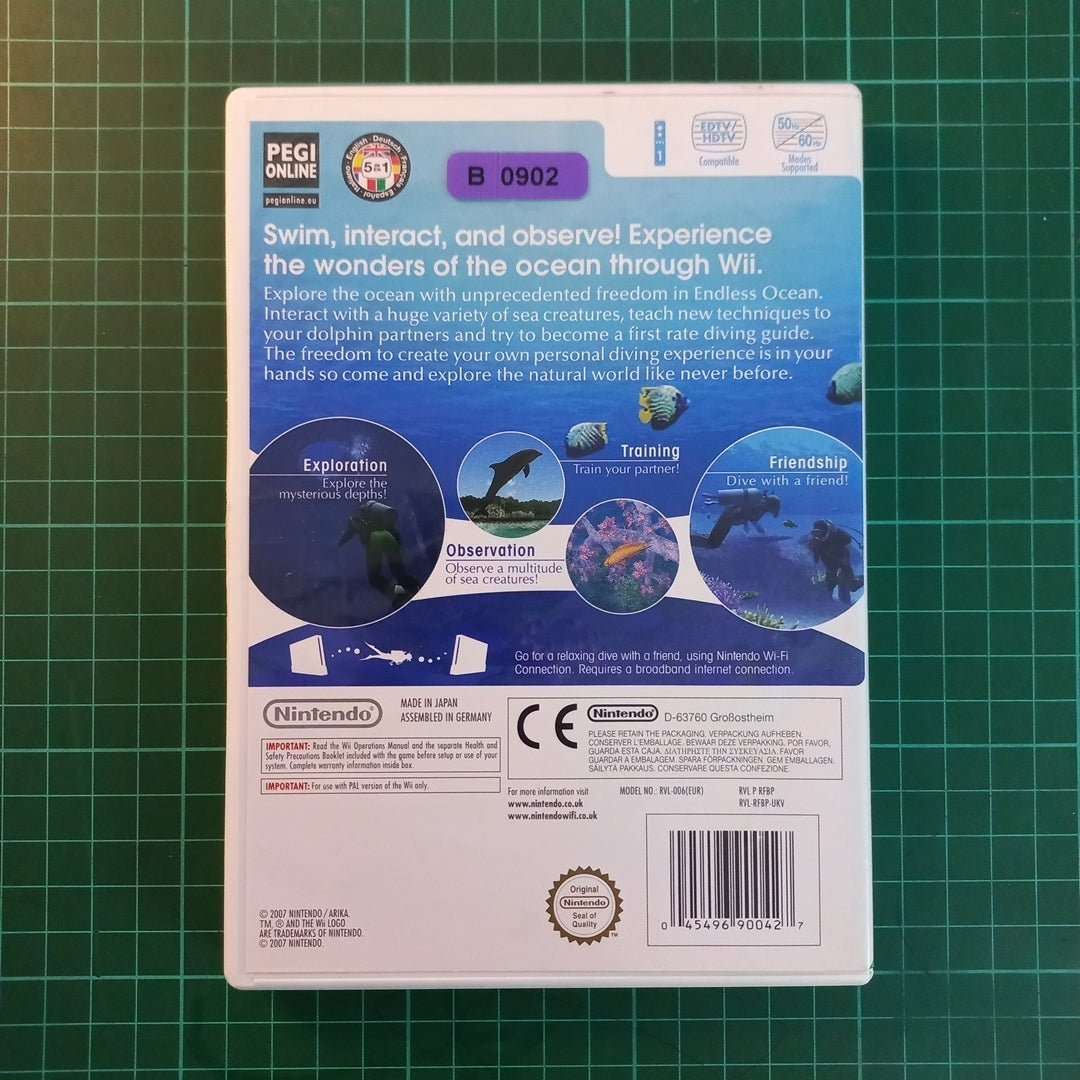 PEGI
ONLINE
pegionline.eu
English · Deutsch · Français · Español · Italiano
5 in 1
B 0902
1
EDTV/
HDTV
Compatible
50Hz
60Hz
Modes
Supported
Swim, interact, and observe! Experience
the wonders of the ocean through Wii.
Explore the ocean with unprecedented freedom in Endless Ocean.
Interact with a huge variety of sea creatures, teach new techniques to
your dolphin partners and try to become a first rate diving guide.
The freedom to create your own personal diving experience is in your
hands so come and explore the natural world like never before.
Exploration
Explore the
mysterious depths!
Training
Train your partner!
Friendship
Dive with a friend!
Observation
Observe a multitude
of sea creatures!
Go for a relaxing dive with a friend, using Nintendo Wi-Fi
Connection. Requires a broadband internet connection.
Nintendo®
MADE IN JAPAN
ASSEMBLED IN GERMANY
IMPORTANT: Read the Wii Operations Manual and the separate Health and
Safety Precautions Booklet included with the game before setup or use of your
system. Complete warranty information inside box.
IMPORTANT: For use with PAL version of the Wii only.
CE
Nintendo® D-63760 Großostheim
PLEASE RETAIN THE PACKAGING. VERPACKUNG AUFHEBEN.
CONSERVER L'EMBALLAGE. BEWAAR DEZE VERPAKKING. POR FAVOR,
GUARDA ESTA CAJA. ΔΙΑΤΗΡΗΣΤΕ ΤΗΝ ΣΥΣΚΕΥΑΣΙΑ. FAVOR
GUARDAR A EMBALAGEM. SPARA FÖRPACKNINGEN. GEM EMBALLAGEN.
SÄILYTÄ PAKKAUS. CONSERVARE QUESTA CONFEZIONE.
For more information visit
www.nintendo.co.uk
www.nintendowifi.co.uk
MODEL NO.: RVL-006(EUR)
RVL P RFBP
RVL-RFBP-UKV
Original
Nintendo
Seal of
Quality
TM
0 45496 90042 7
© 2007 NINTENDO / ARIKA.
TM, ® AND THE Wii LOGO
ARE TRADEMARKS OF NINTENDO.
© 2007 NINTENDO.